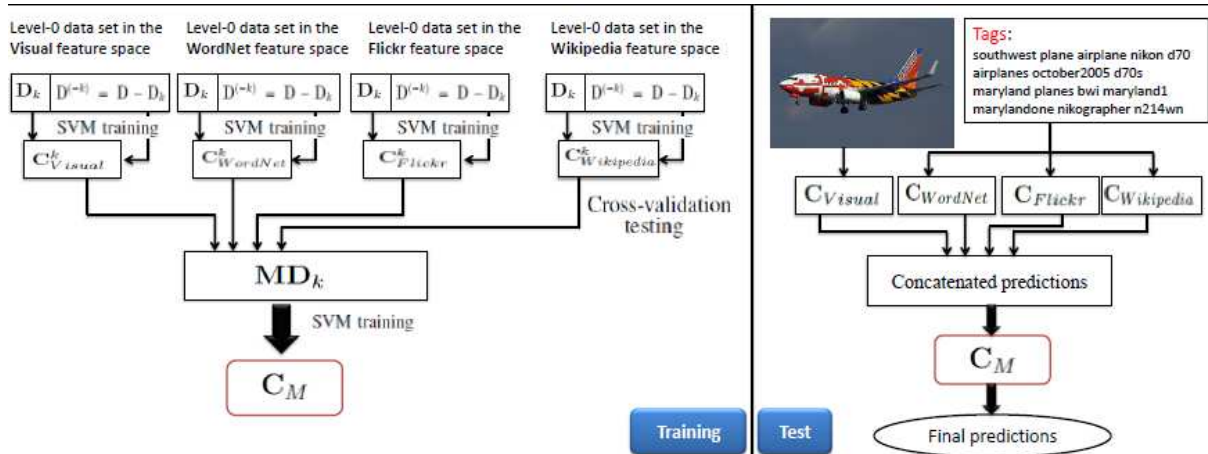 Level-0 data set in the
Visual feature space
Level-0 data set in the
WordNet feature space
Level-0 data set in the
Flickr feature space
Level-0 data set in the
Wikipedia feature space
D_k D^(-k) = D - D_k
D_k D^(-k) = D - D_k
D_k D^(-k) = D - D_k
D_k D^(-k) = D - D_k
SVM training
SVM training
SVM training
SVM training
C^k_Visual
C^k_WordNet
C^k_Flickr
C^k_Wikipedia
Cross-validation
testing
MD_k
SVM training
C_M
Training
Tags:
southwest plane airplane nikon d70
airplanes october2005 d70s
maryland planes bwi maryland1
marylandone nikographer n214wn
C_Visual
C_WordNet
C_Flickr
C_Wikipedia
Concatenated predictions
C_M
Final predictions
Test